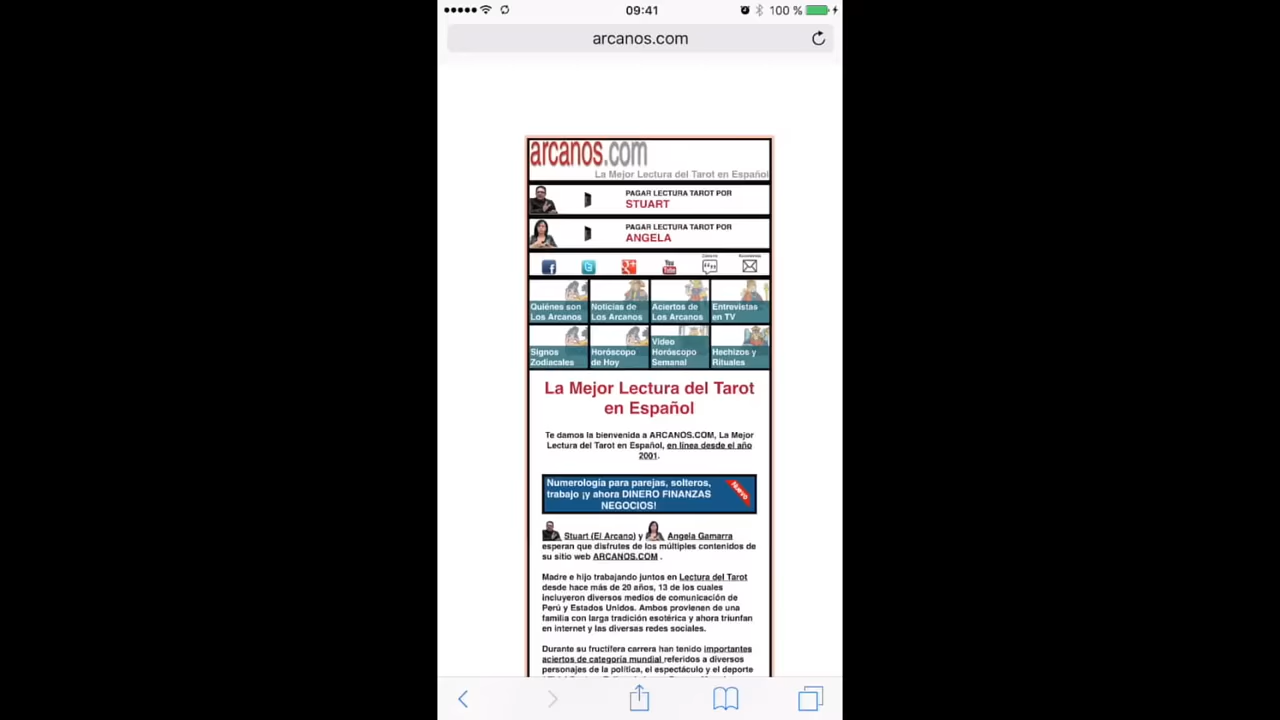 09:41
100 %
arcanos.com
arcanos.com
La Mejor Lectura del Tarot en Español
PAGAR LECTURA TAROT POR
STUART
PAGAR LECTURA TAROT POR
ANGELA
You
Tube
Quiénes son
Los Arcanos
Noticias de
Los Arcanos
Aciertos de
Los Arcanos
Entrevistas
en TV
Signos
Zodiacales
Horóscopo
de Hoy
Video
Horóscopo
Semanal
Hechizos y
Rituales
La Mejor Lectura del Tarot
en Español
Te damos la bienvenida a ARCANOS.COM, La Mejor
Lectura del Tarot en Español, en línea desde el año
2001.
Numerología para parejas, solteros,
trabajo ¡y ahora DINERO FINANZAS
NEGOCIOS!
Nuevo
Stuart (El Arcano) y Angela Gamarra
esperan que disfrutes de los múltiples contenidos de
su sitio web ARCANOS.COM .
Madre e hijo trabajando juntos en Lectura del Tarot
desde hace más de 20 años, 13 de los cuales
incluyeron diversos medios de comunicación de
Perú y Estados Unidos. Ambos provienen de una
familia con larga tradición esotérica y ahora triunfan
en internet y las diversas redes sociales.
Durante su fructífera carrera han tenido importantes
aciertos de categoría mundial referidos a diversos
personajes de la política, el espectáculo y el deporte